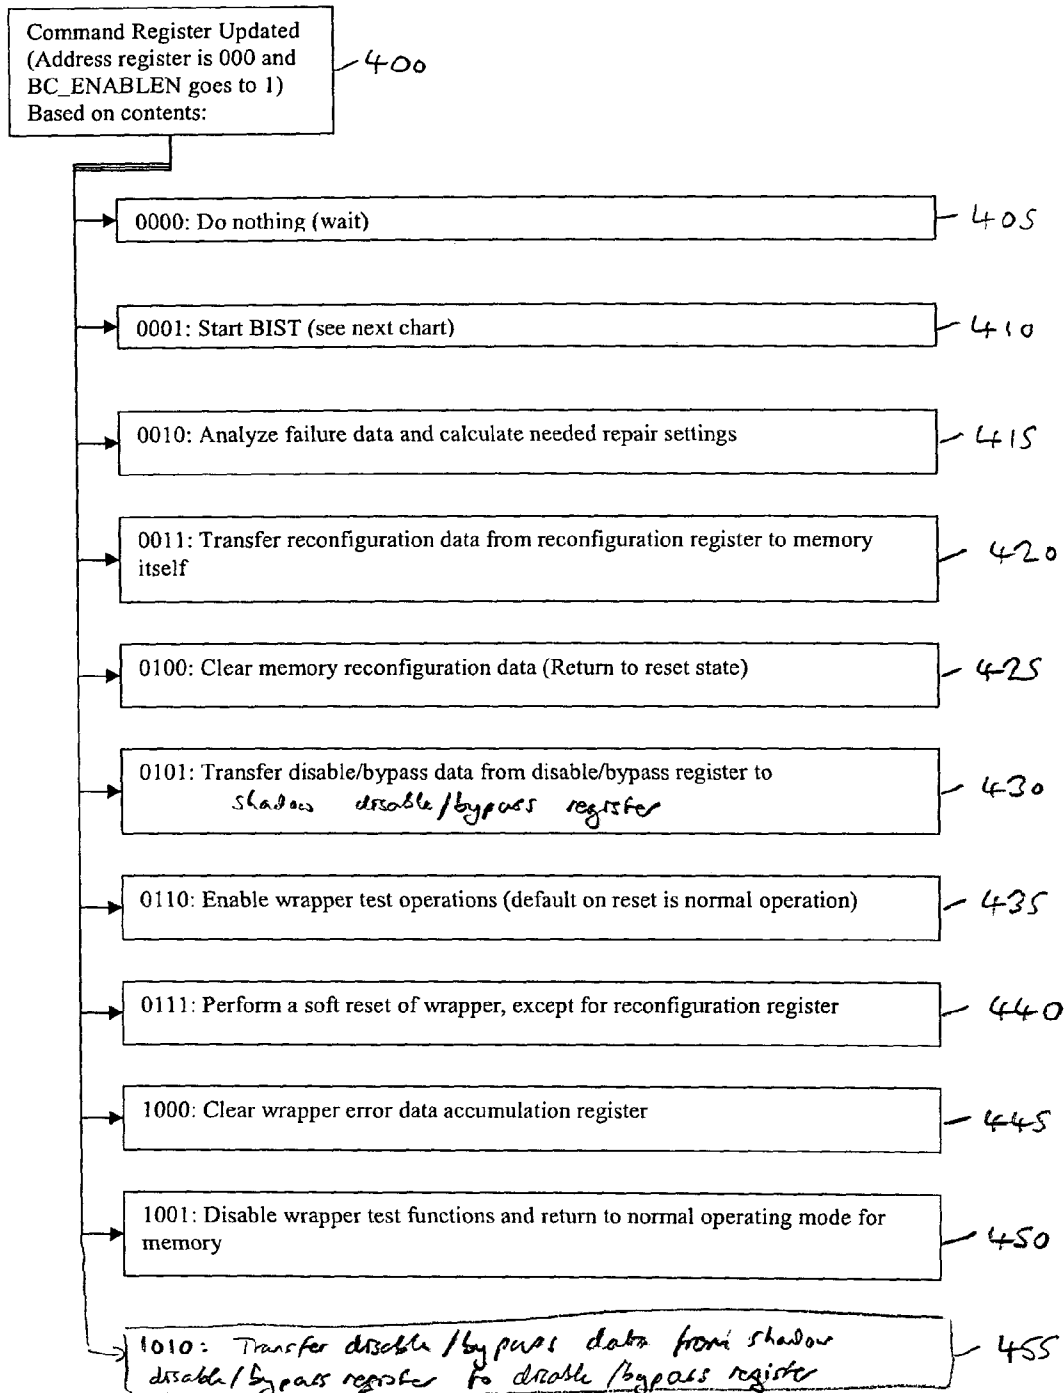 Command Register Updated
(Address register is 000 and
BC_ENABLEN goes to 1)
Based on contents:
400
0000: Do nothing (wait)
405
0001: Start BIST (see next chart)
410
0010: Analyze failure data and calculate needed repair settings
415
0011: Transfer reconfiguration data from reconfiguration register to memory
itself
420
0100: Clear memory reconfiguration data (Return to reset state)
425
0101: Transfer disable/bypass data from disable/bypass register to
shadow disable/bypass register
430
0110: Enable wrapper test operations (default on reset is normal operation)
435
0111: Perform a soft reset of wrapper, except for reconfiguration register
440
1000: Clear wrapper error data accumulation register
445
1001: Disable wrapper test functions and return to normal operating mode for
memory
450
1010: Transfer disable/bypass data from shadow
disable/bypass register to disable/bypass register
455